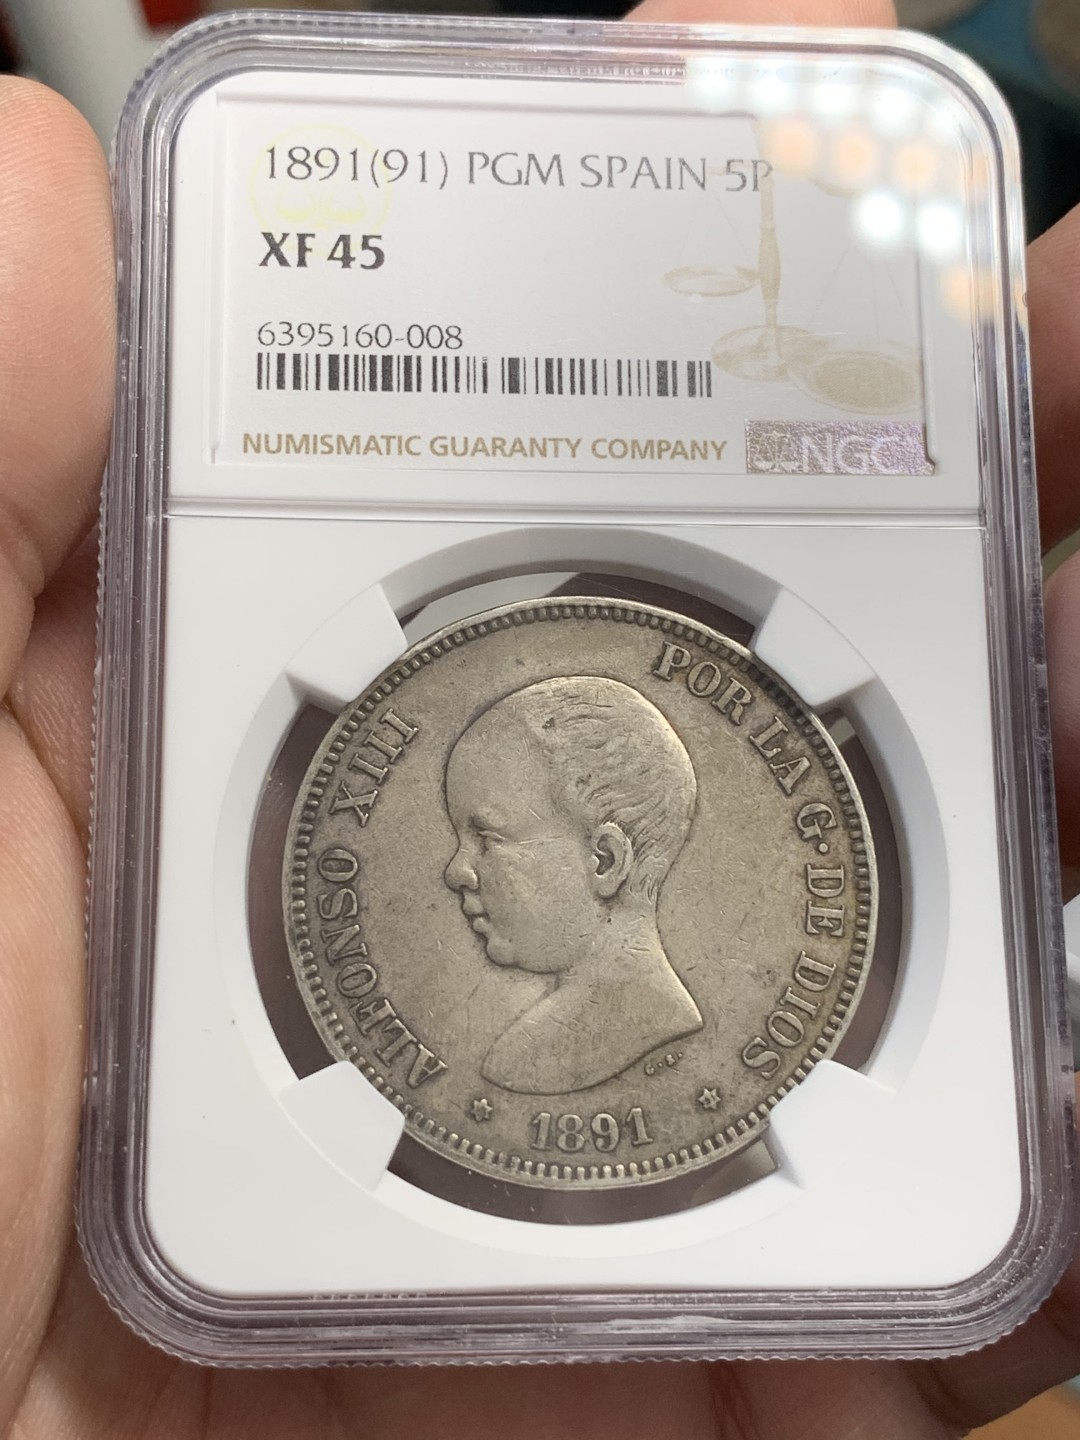 1891(91) PGM SPAIN 5P
XF 45
6395160-008
NUMISMATIC GUARANTY COMPANY
NGC
ALFONSO XIII
POR LA G· DE DIOS
G·S·
1891